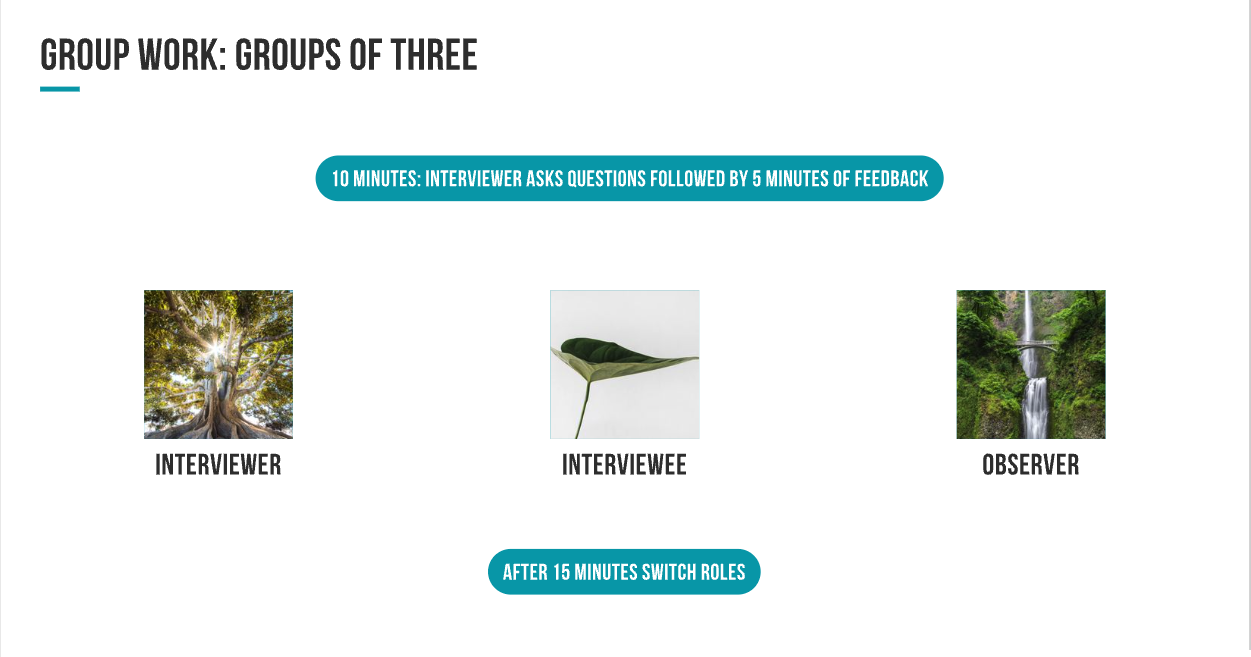 GROUP WORK: GROUPS OF THREE
10 MINUTES: INTERVIEWER ASKS QUESTIONS FOLLOWED BY 5 MINUTES OF FEEDBACK
INTERVIEWER
INTERVIEWEE
OBSERVER
AFTER 15 MINUTES SWITCH ROLES